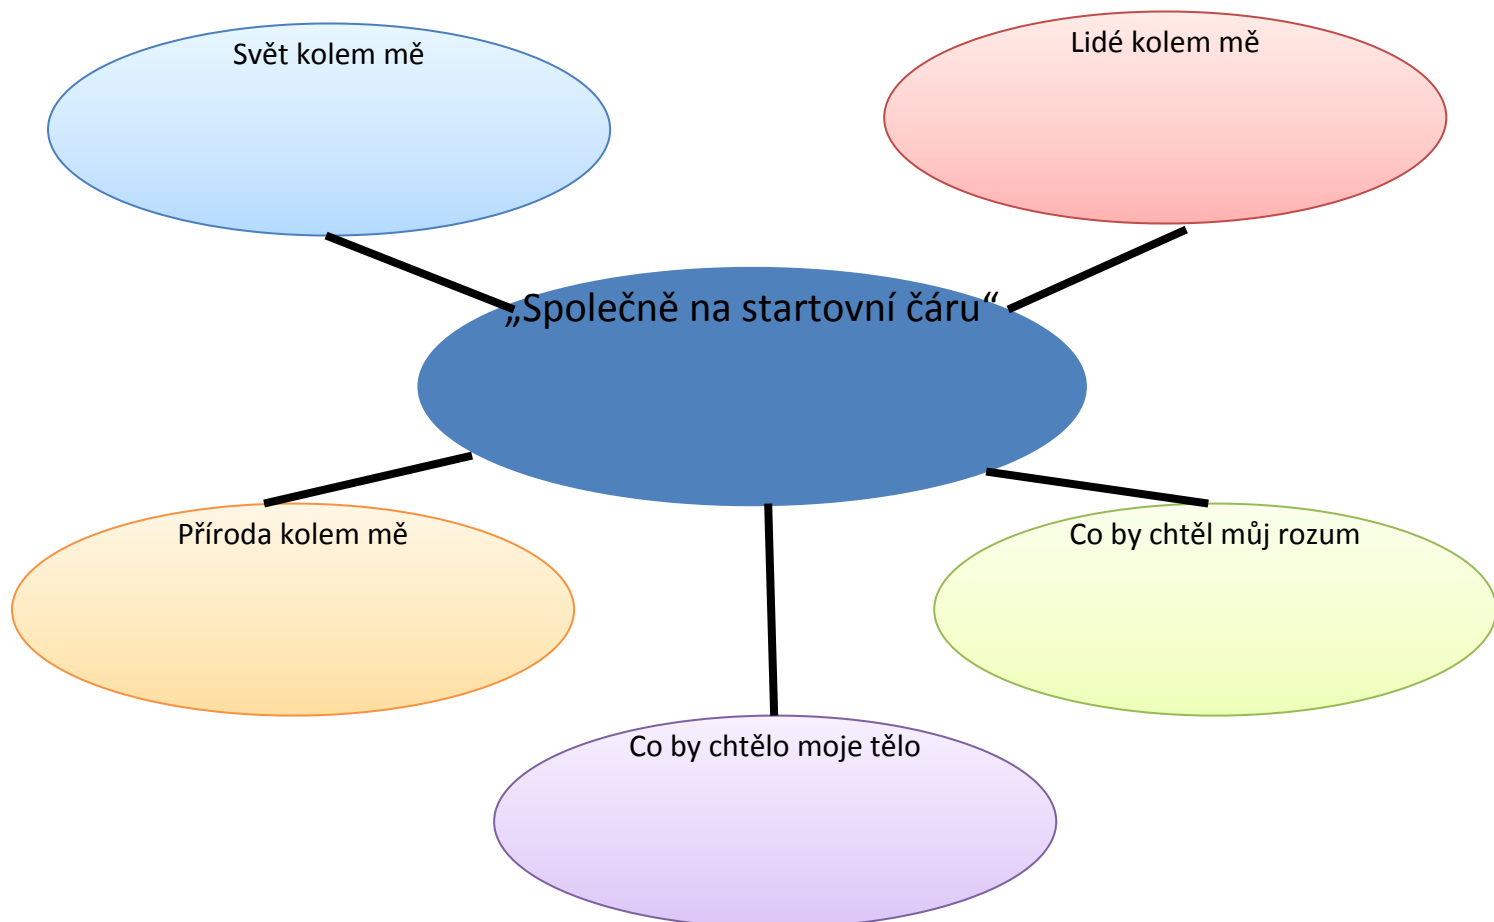 Svět kolem mě
Lidé kolem mě
„Společně na startovní čáru“
Příroda kolem mě
Co by chtěl můj rozum
Co by chtělo moje tělo